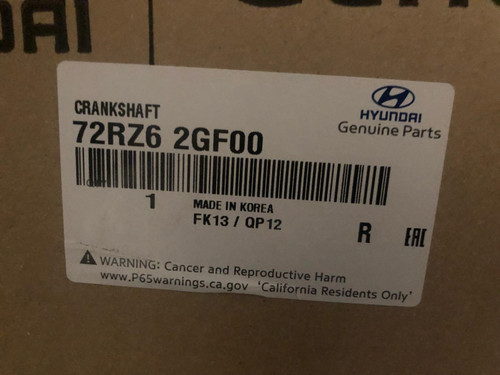 CRANKSHAFT
72RZ6 2GF00
HYUNDAI
Genuine Parts
1
MADE IN KOREA
FK13 / QP12
R
EAC
WARNING: Cancer and Reproductive Harm
www.P65warnings.ca.gov 'California Residents Only'